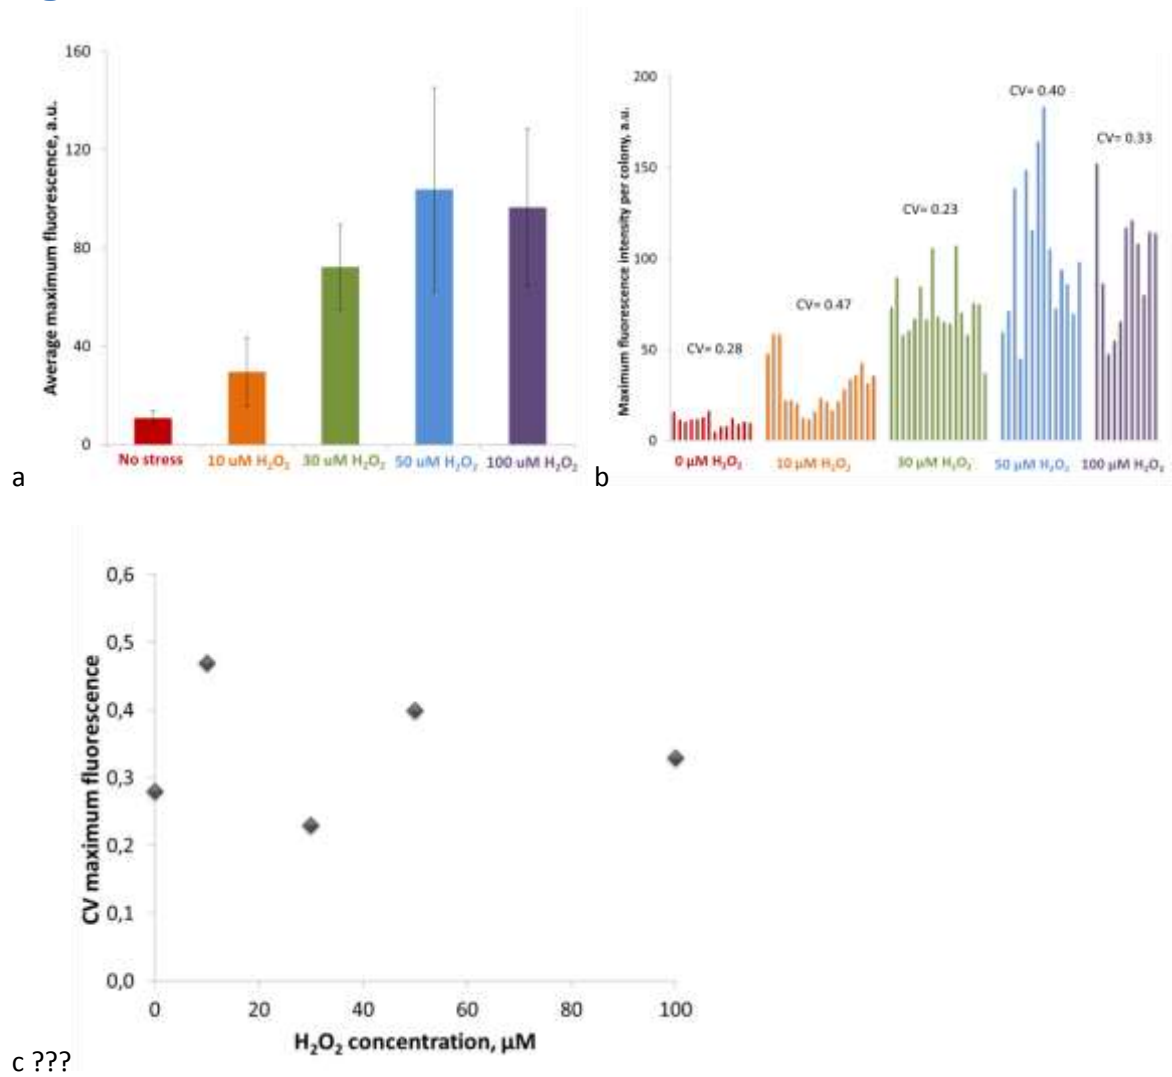 160
120
80
40
0
Average maximum fluorescence, a.u.
No stress
10 uM H₂O₂
30 uM H₂O₂
50 uM H₂O₂
100 uM H₂O₂
a
200
150
100
50
0
Maximum fluorescence intensity per colony, a.u.
CV= 0.28
CV= 0.47
CV= 0.23
CV= 0.40
CV= 0.33
0 µM H₂O₂
10 µM H₂O₂
30 µM H₂O₂
50 µM H₂O₂
100 µM H₂O₂
b
0,6
0,5
0,4
0,3
0,2
0,1
0,0
CV maximum fluorescence
0
20
40
60
80
100
H₂O₂ concentration, µM
c ???